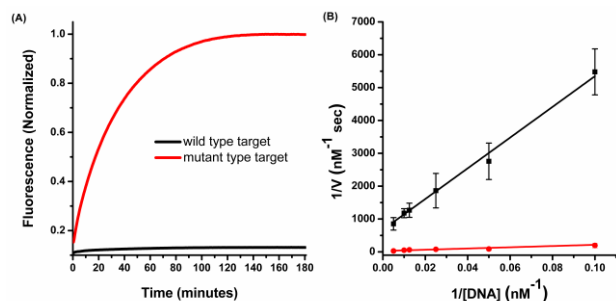 (A)
Fluorescence (Normalized)
1.0
0.8
0.6
0.4
0.2
wild type target
mutant type target
0 20 40 60 80 100 120 140 160 180
Time (minutes)
(B)
1/V (nM⁻¹ sec)
7000
6000
5000
4000
3000
2000
1000
0
0.00 0.02 0.04 0.06 0.08 0.10
1/[DNA] (nM⁻¹)